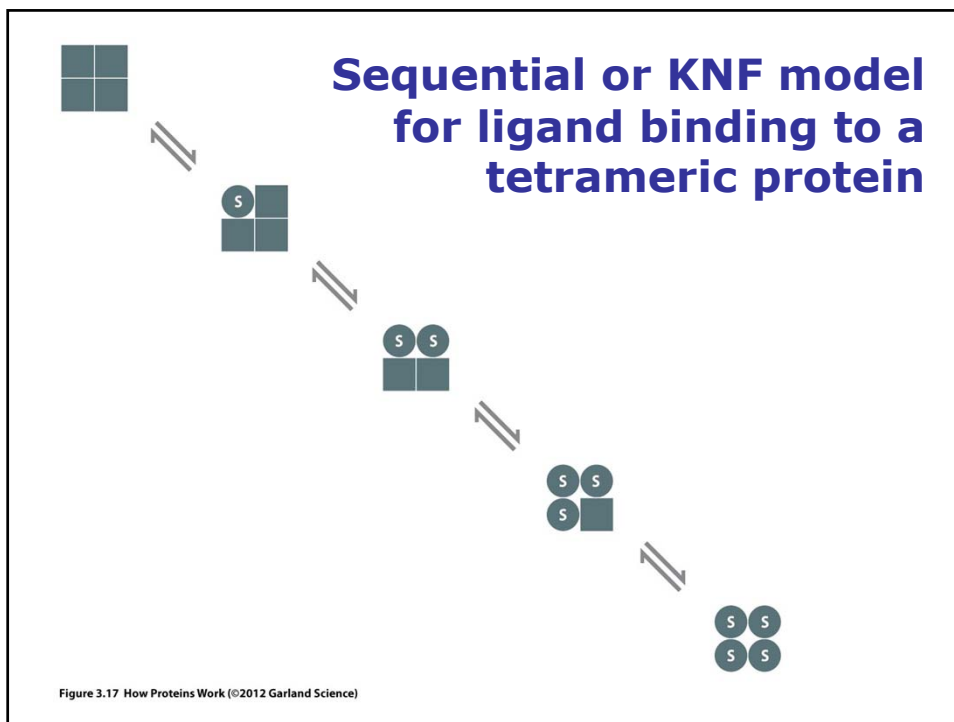 Sequential or KNF model
for ligand binding to a
tetrameric protein
S
S S
S S
S
S S
S S
Figure 3.17 How Proteins Work (©2012 Garland Science)